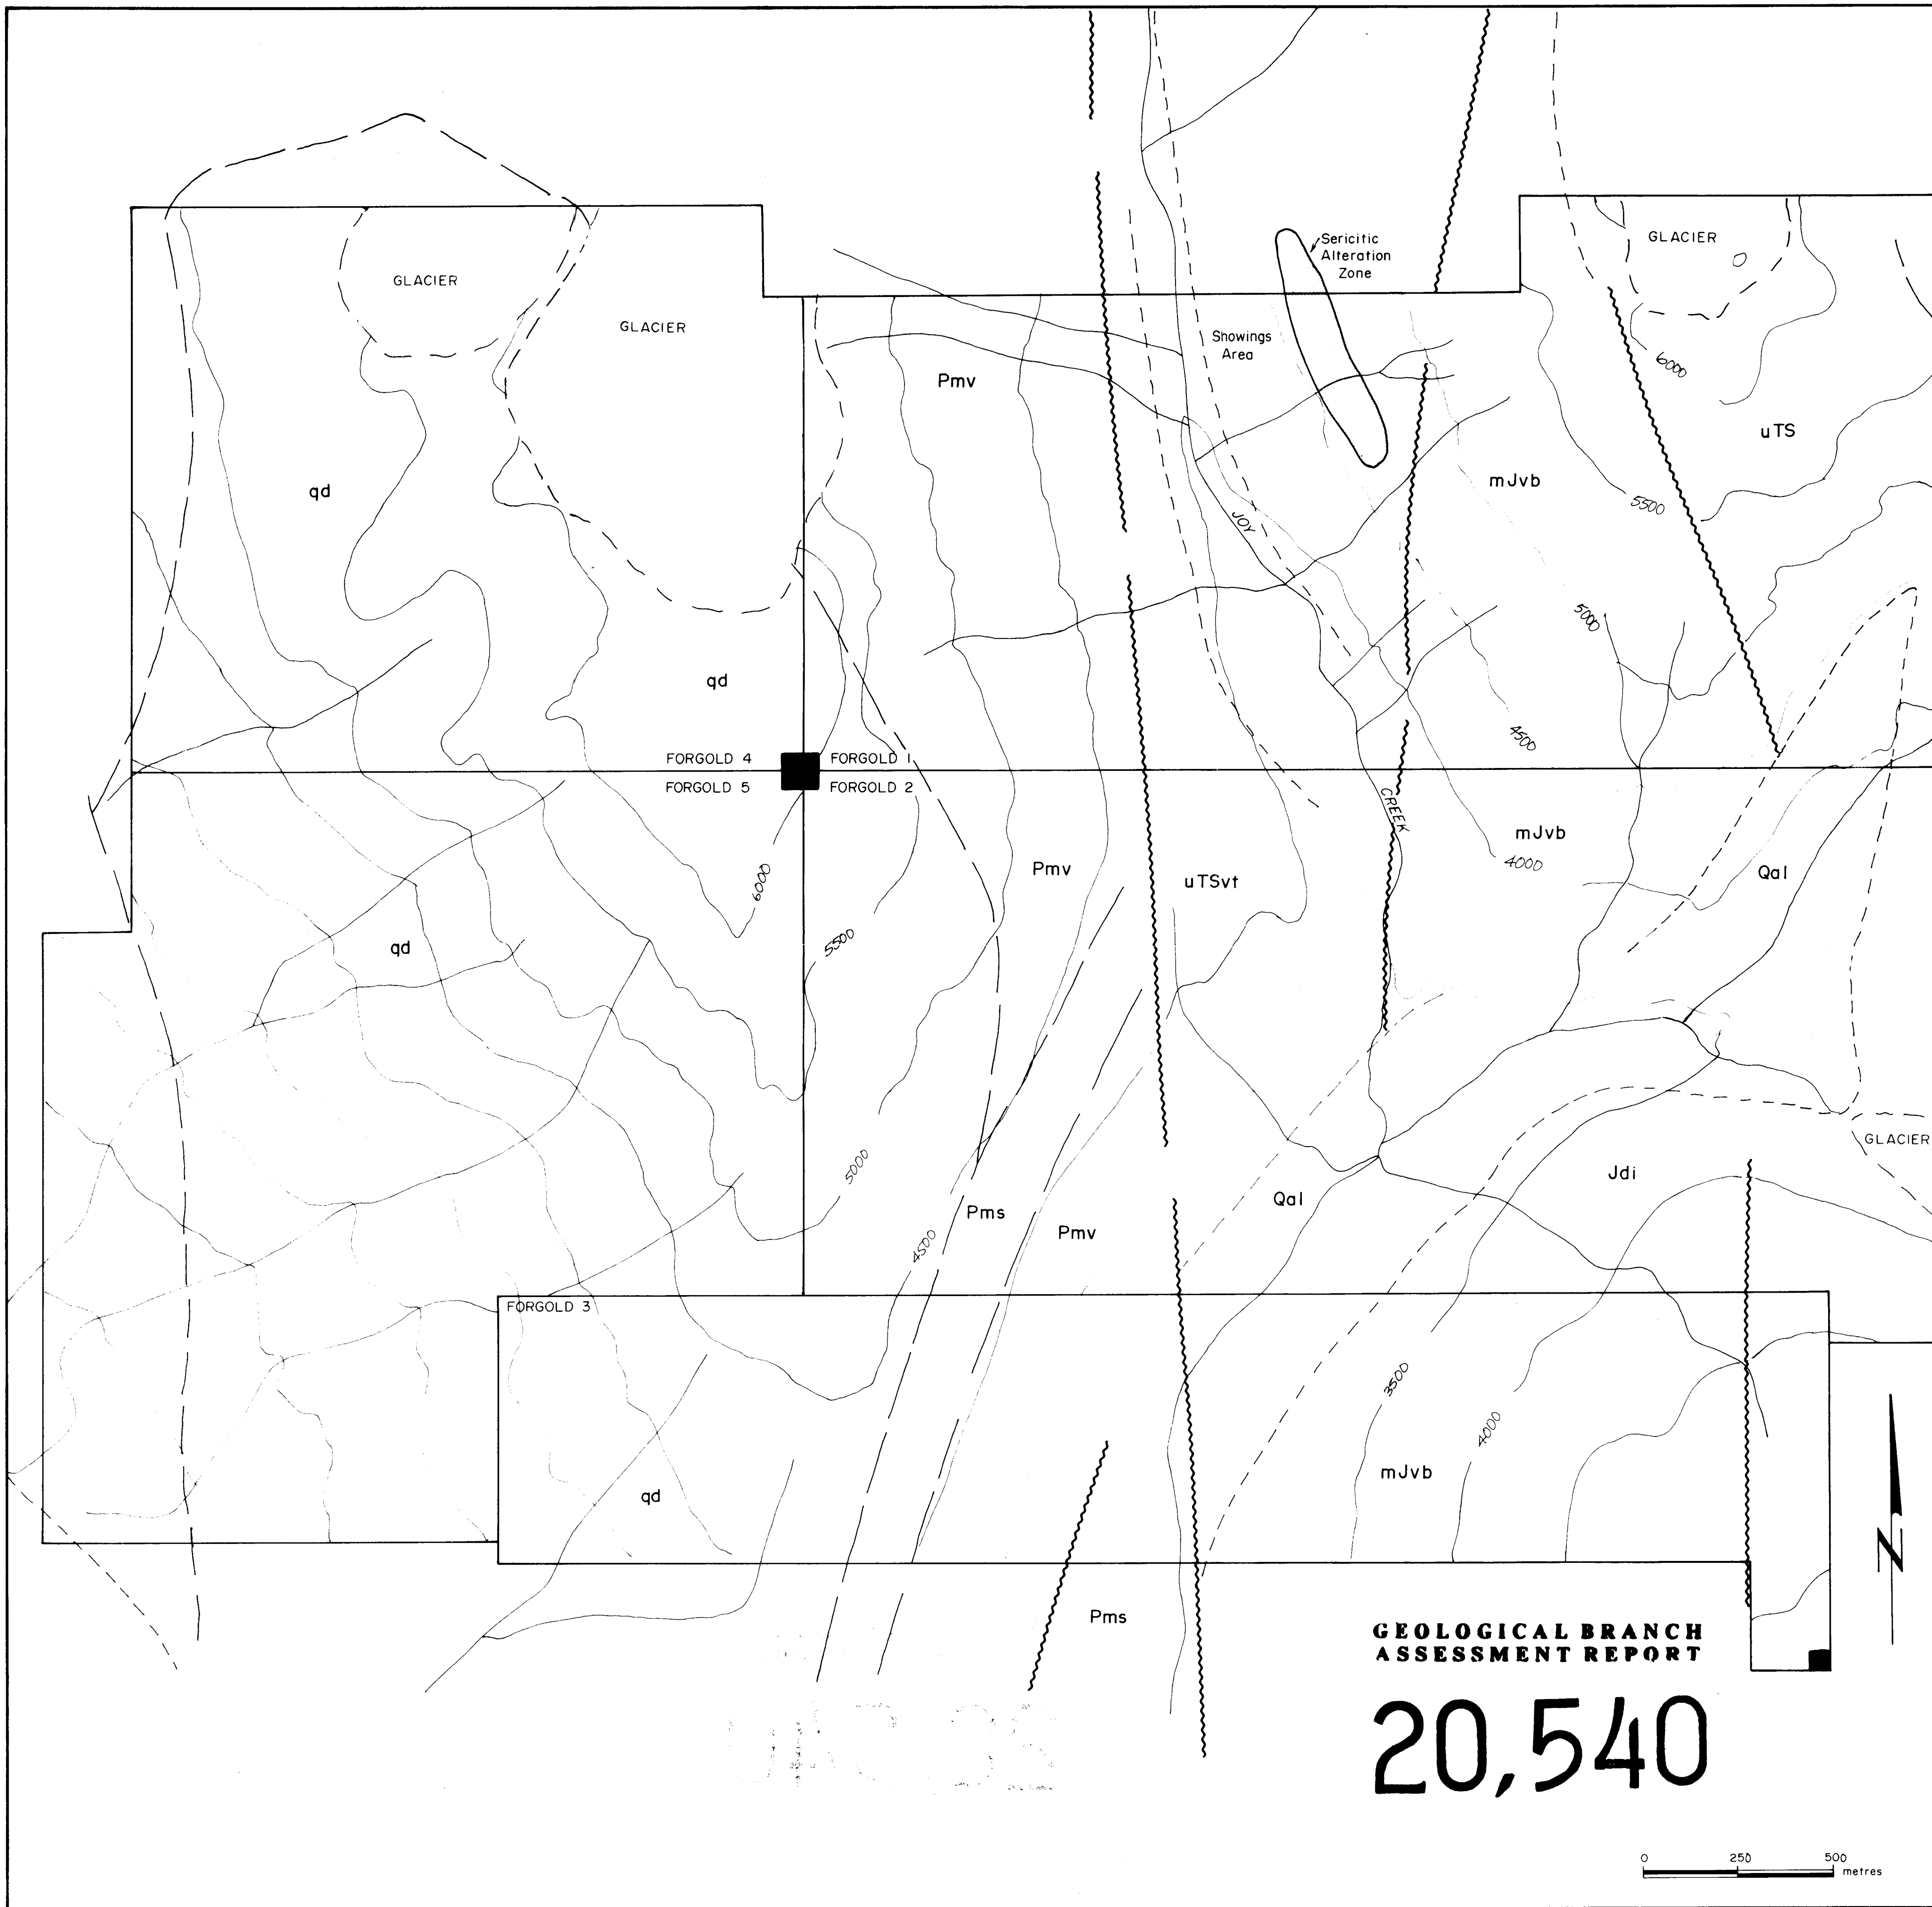 GLACIER
GLACIER
GLACIER
Sericitic
Alteration
Zone
Showings
Area
Pmv
6000
uTS
qd
mJvb
5500
JOY
5000
qd
4500
FORGOLD 4
FORGOLD 1
FORGOLD 5
FORGOLD 2
CREEK
mJvb
4000
6000
Pmv
uTSvt
Qal
5500
qd
GLACIER
5000
Jdi
Qal
Pms
Pmv
4500
FORGOLD 3
3500
4000
mJvb
qd
N
Pms
GEOLOGICAL BRANCH
ASSESSMENT REPORT
20,540
0 250 500
metres